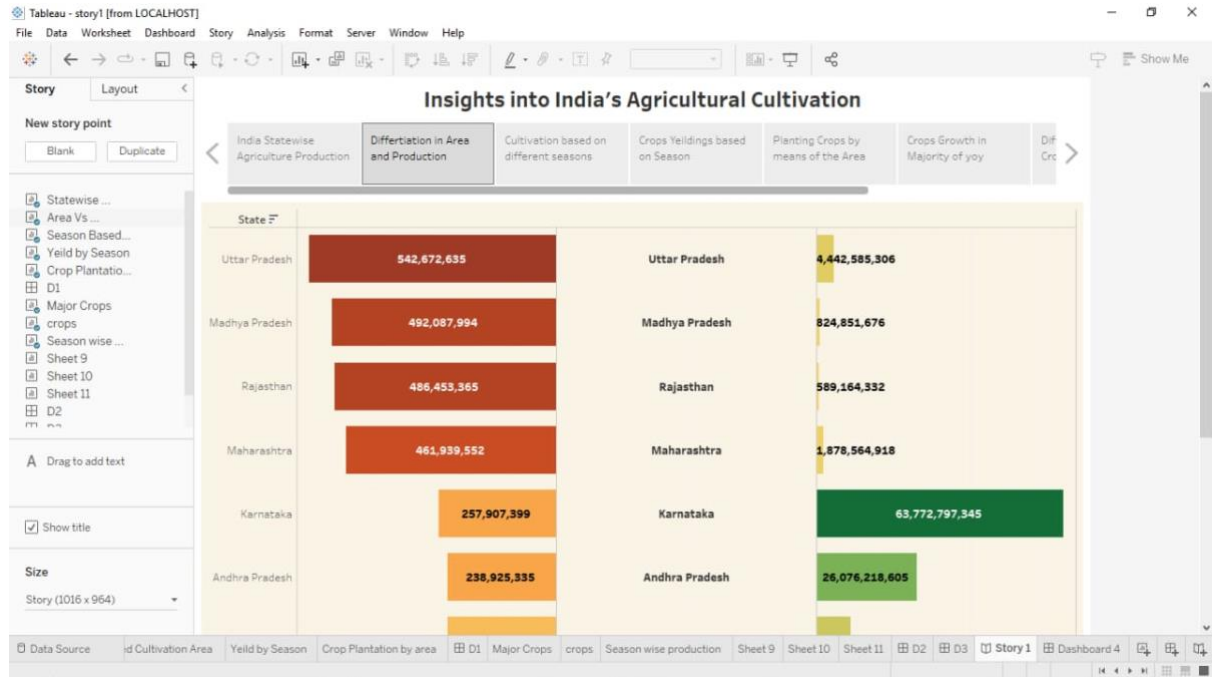 Tableau - story1 [from LOCALHOST]
File Data Worksheet Dashboard Story Analysis Format Server Window Help
Show Me
Story Layout
New story point
Blank Duplicate
Statewise ...
Area Vs ...
Season Based...
Yeild by Season
Crop Plantatio...
D1
Major Crops
crops
Season wise ...
Sheet 9
Sheet 10
Sheet 11
D2
A Drag to add text
Show title
Size
Story (1016 x 964)
Insights into India's Agricultural Cultivation
India Statewise
Agriculture Production
Differtiation in Area
and Production
Cultivation based on
different seasons
Crops Yeildings based
on Season
Planting Crops by
means of the Area
Crops Growth in
Majority of yoy
Dif
Crc
State
Uttar Pradesh 542,672,635 Uttar Pradesh 4,442,585,306
Madhya Pradesh 492,087,994 Madhya Pradesh 824,851,676
Rajasthan 486,453,365 Rajasthan 589,164,332
Maharashtra 461,939,552 Maharashtra 1,878,564,918
Karnataka 257,907,399 Karnataka 63,772,797,345
Andhra Pradesh 238,925,335 Andhra Pradesh 26,076,218,605
Data Source ed Cultivation Area Yeild by Season Crop Plantation by area D1 Major Crops crops Season wise production Sheet 9 Sheet 10 Sheet 11 D2 D3 Story 1 Dashboard 4